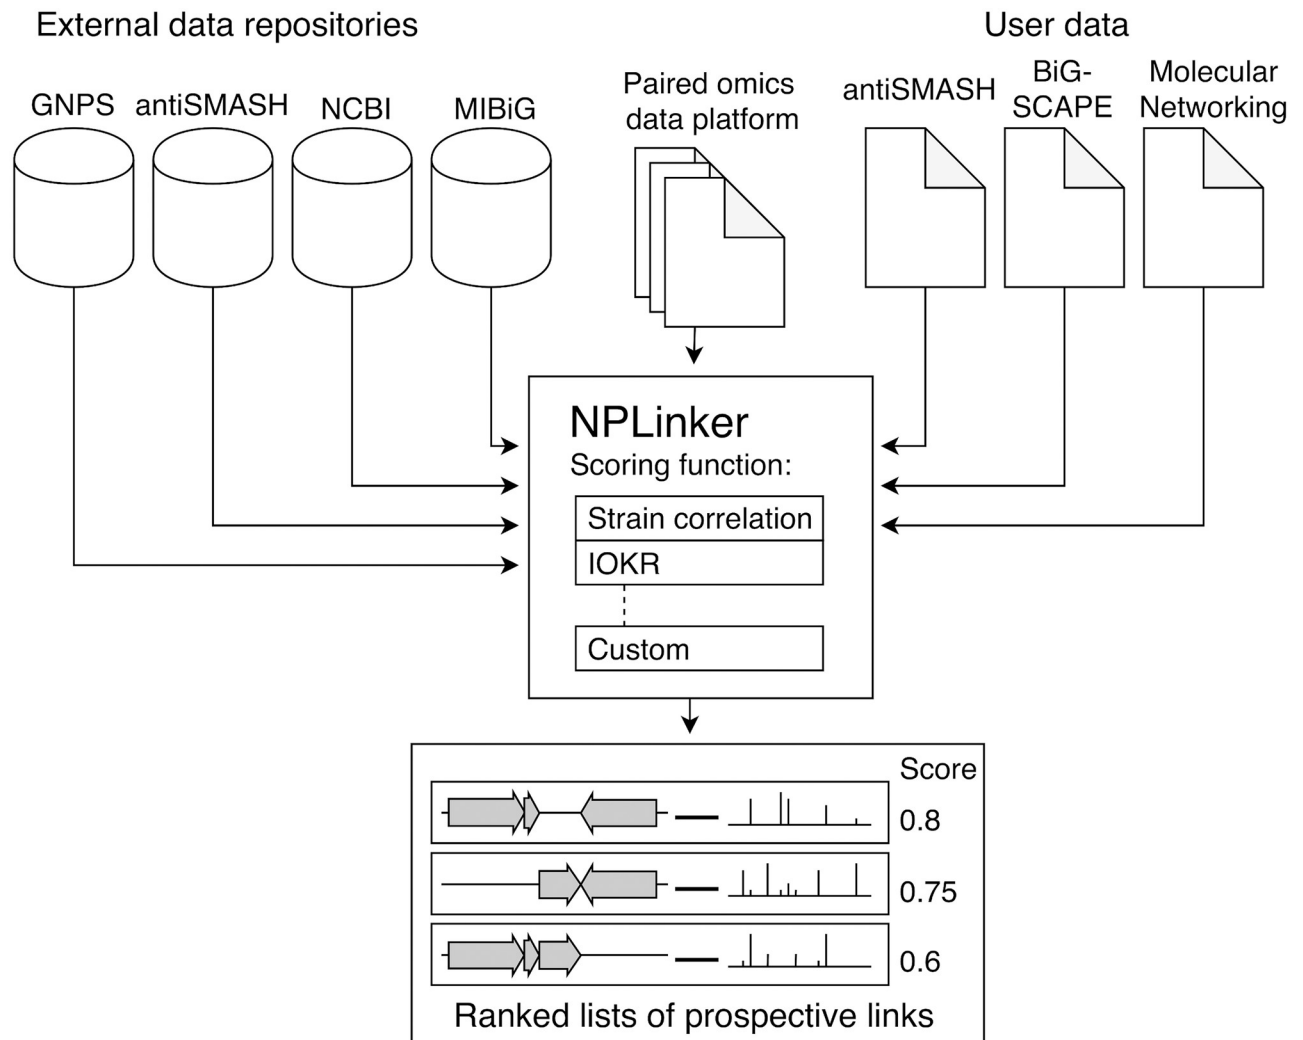 External data repositories
User data
GNPS
antiSMASH
NCBI
MIBiG
Paired omics
data platform
antiSMASH
BiG-
SCAPE
Molecular
Networking
NPLinker
Scoring function:
Strain correlation
IOKR
Custom
Score
0.8
0.75
0.6
Ranked lists of prospective links